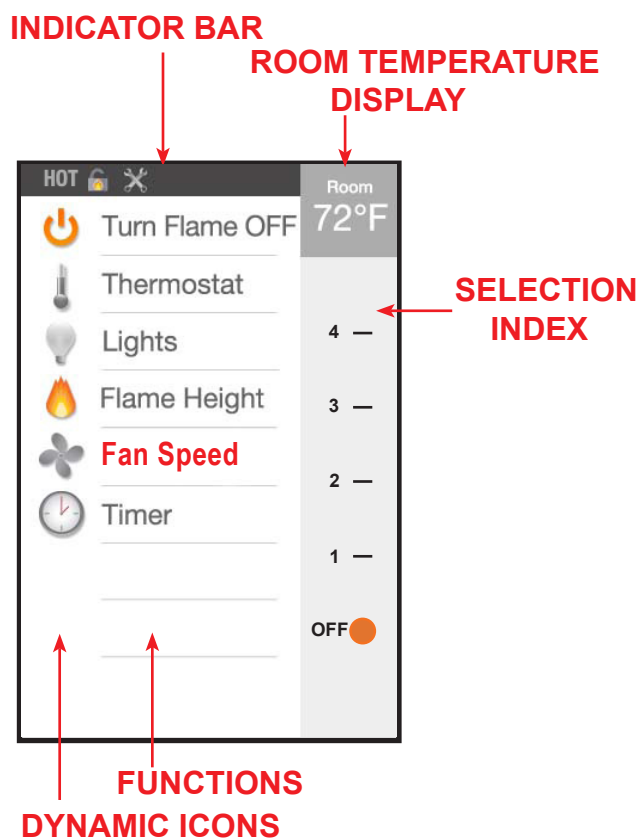 INDICATOR BAR
ROOM TEMPERATURE
DISPLAY
HOT
Room
72°F
Turn Flame OFF
Thermostat
Lights
Flame Height
Fan Speed
Timer
SELECTION
INDEX
4
3
2
1
OFF
FUNCTIONS
DYNAMIC ICONS